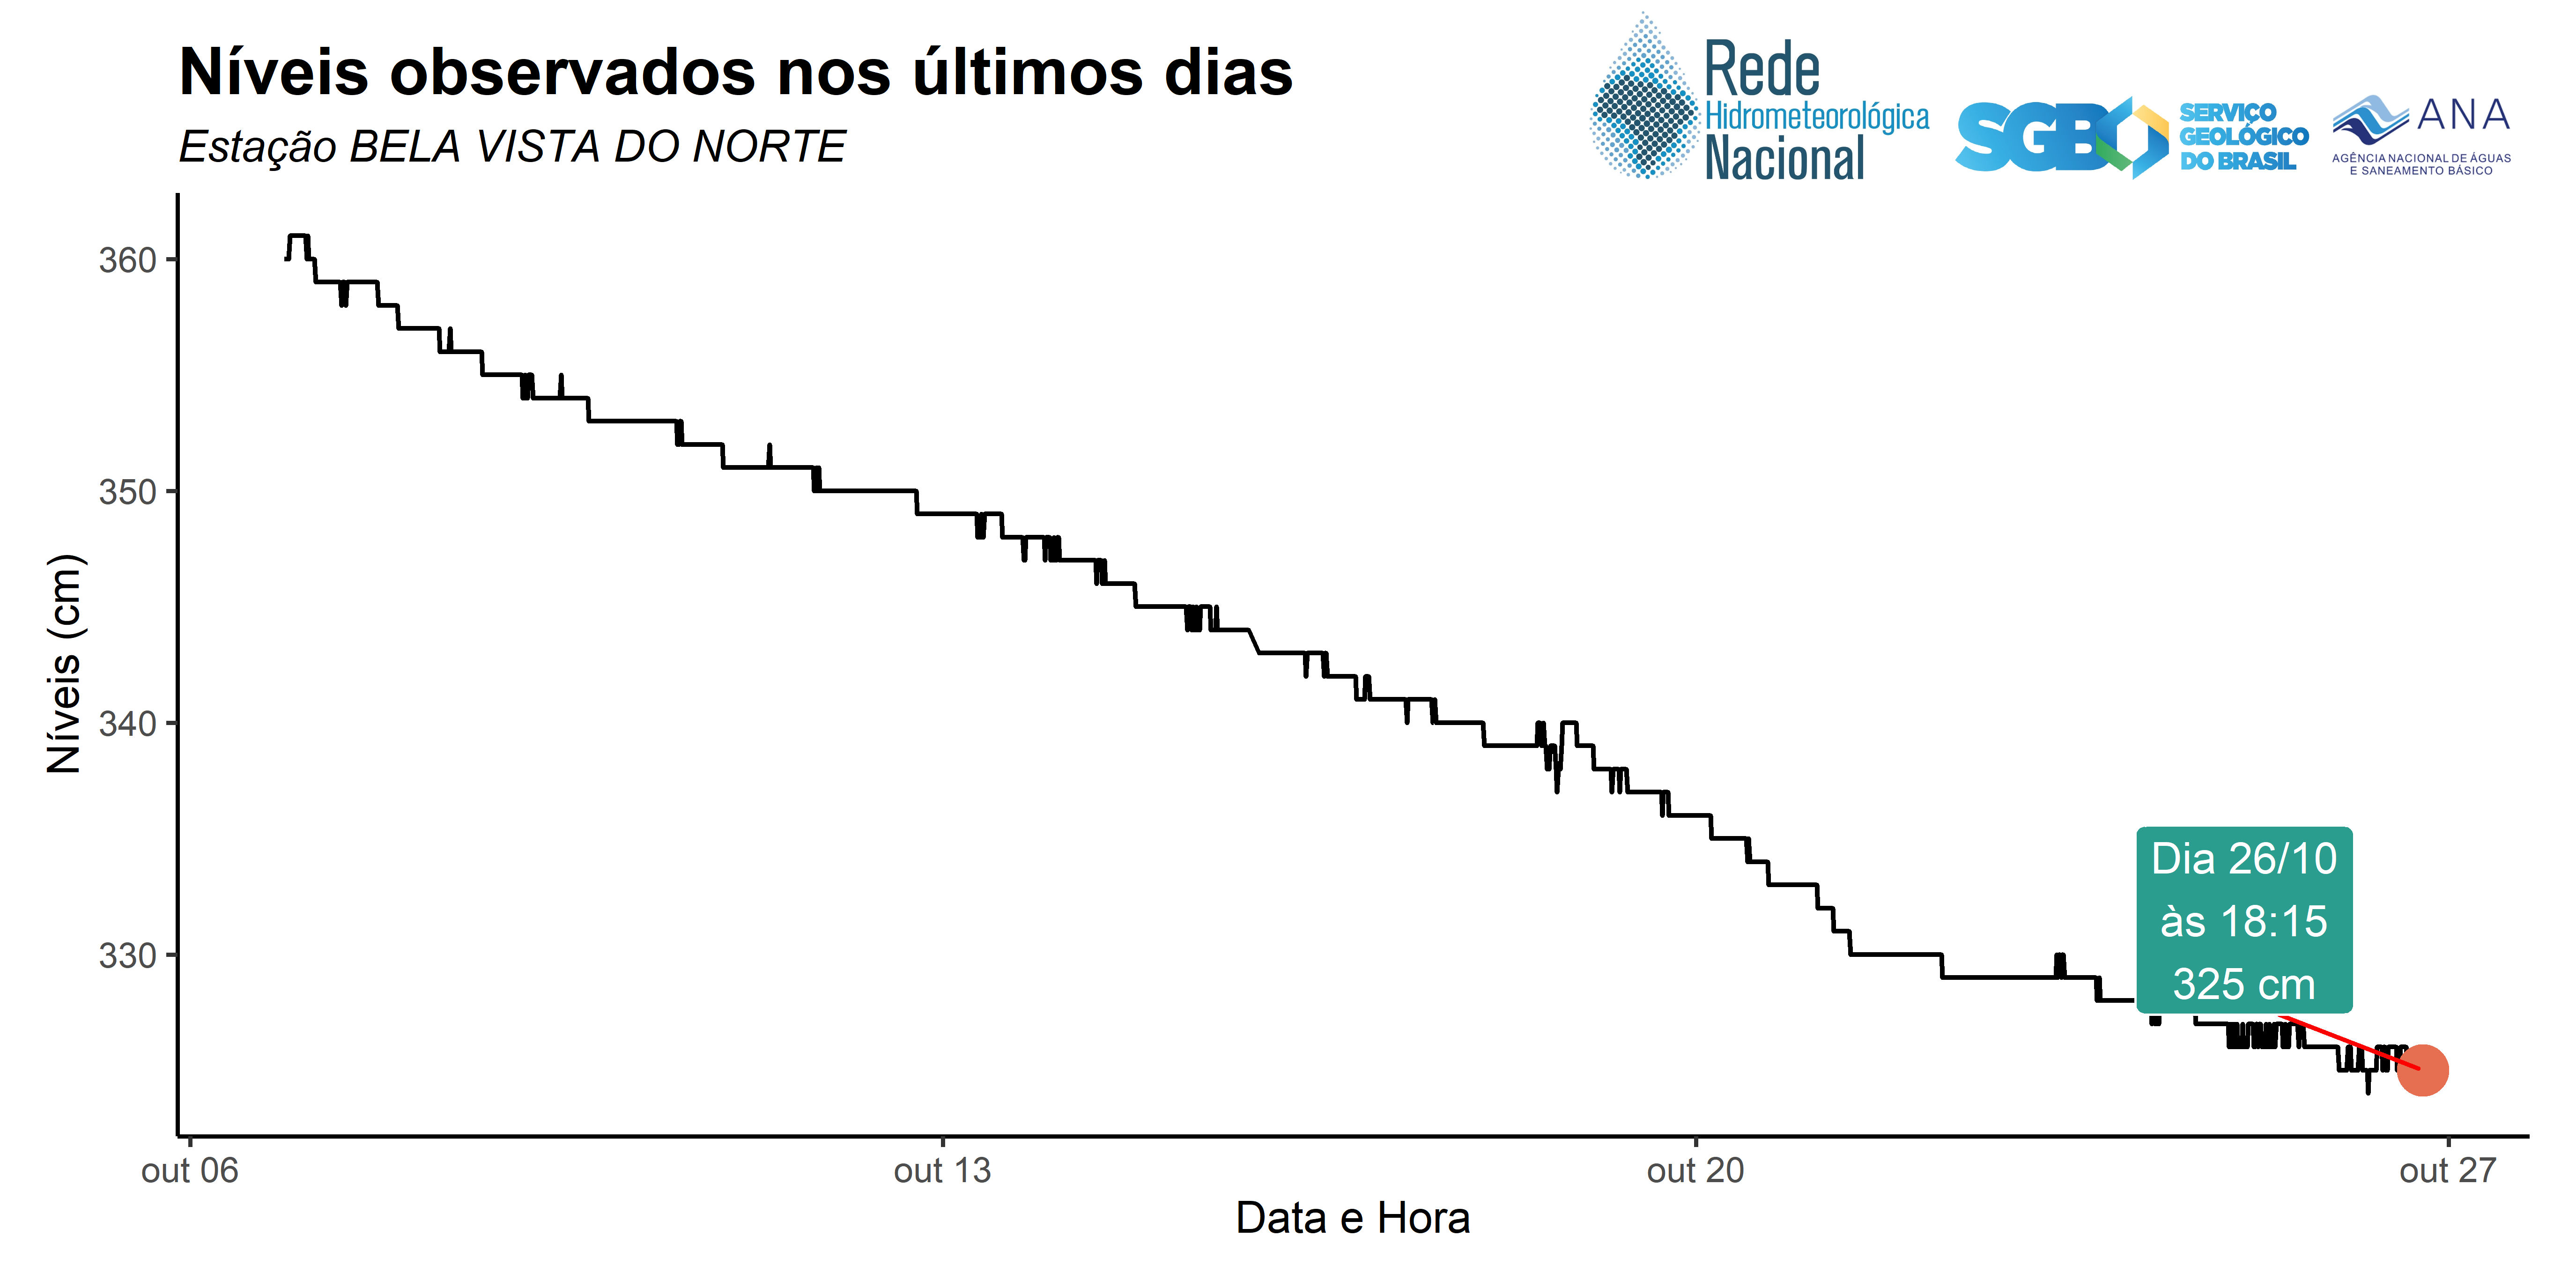 Níveis observados nos últimos dias
Estação BELA VISTA DO NORTE
Rede
Hidrometeorológica
Nacional
SGB
SERVIÇO
GEOLÓGICO
DO BRASIL
ANA
AGÊNCIA NACIONAL DE ÁGUAS
E SANEAMENTO BÁSICO
Níveis (cm)
360
350
340
330
Dia 26/10
às 18:15
325 cm
out 06
out 13
out 20
out 27
Data e Hora